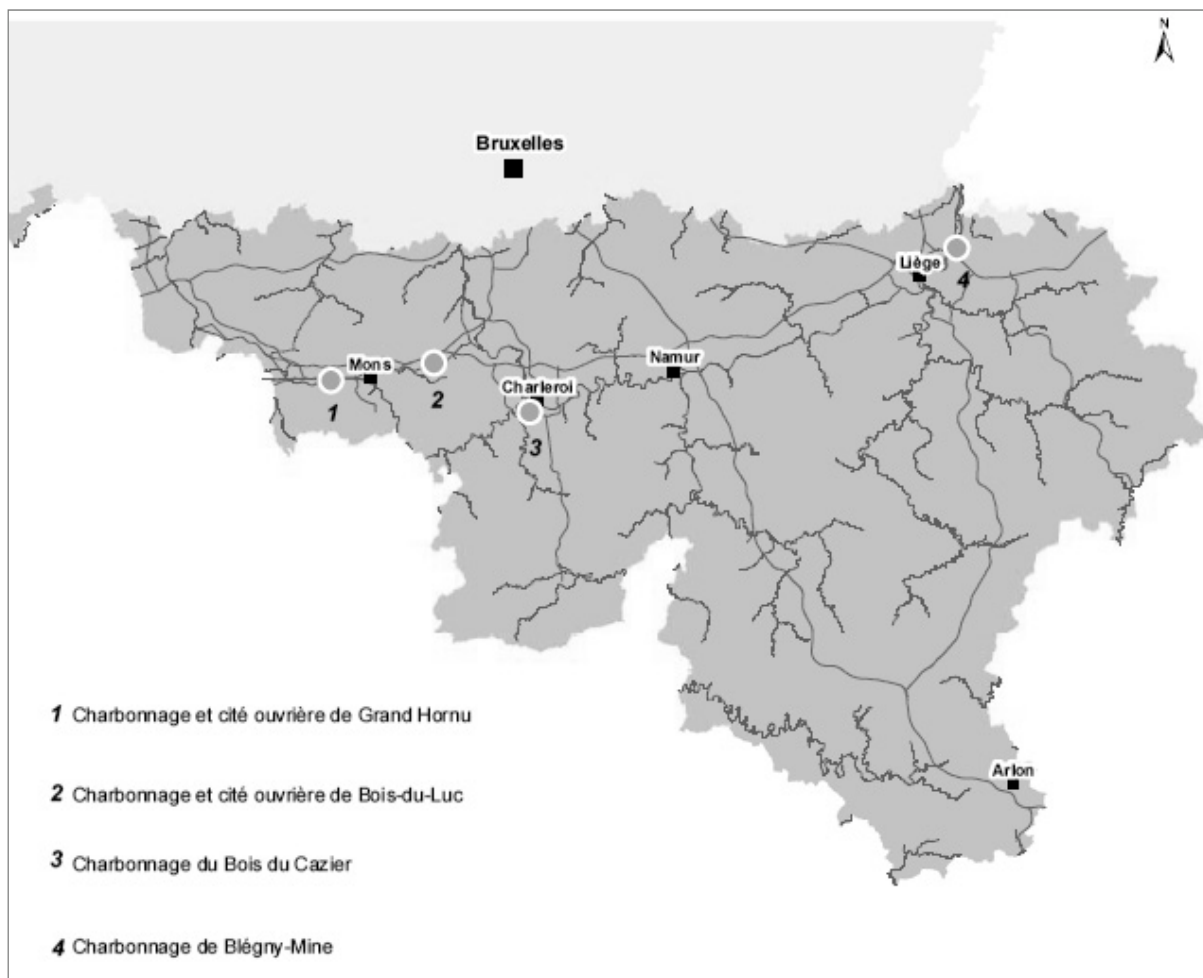 N
Bruxelles
Liège
4
Mons
Namur
2
Charleroi
1
3
1 Charbonnage et cité ouvrière de Grand Hornu
Arlon
2 Charbonnage et cité ouvrière de Bois-du-Luc
3 Charbonnage du Bois du Cazier
4 Charbonnage de Blégny-Mine